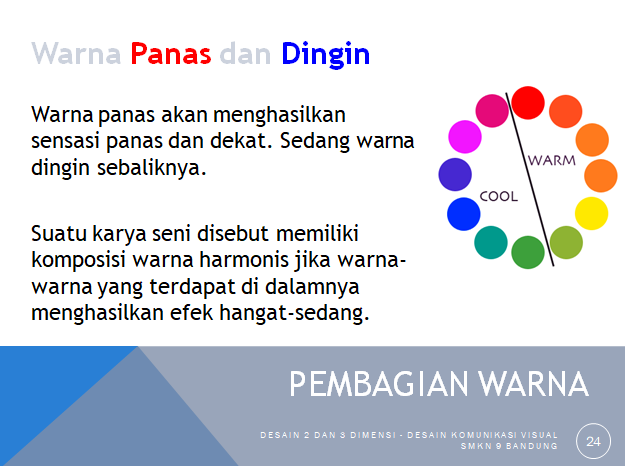 Warna Panas dan Dingin
Warna panas akan menghasilkan
sensasi panas dan dekat. Sedang warna
dingin sebaliknya.
Suatu karya seni disebut memiliki
komposisi warna harmonis jika warna-
warna yang terdapat di dalamnya
menghasilkan efek hangat-sedang.
WARM
COOL
PEMBAGIAN WARNA
DESAIN 2 DAN 3 DIMENSI - DESAIN KOMUNIKASI VISUAL
SMKN 9 BANDUNG
24